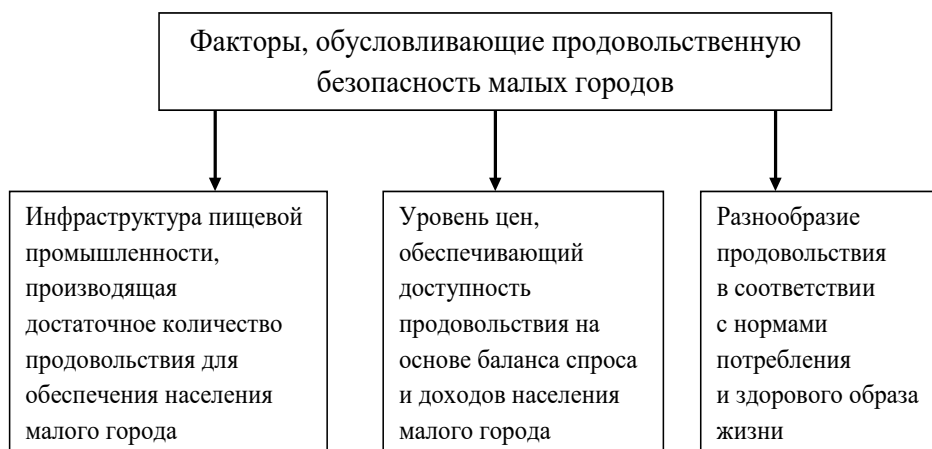 Факторы, обусловливающие продовольственную
безопасность малых городов
Инфраструктура пищевой
промышленности,
производящая
достаточное количество
продовольствия для
обеспечения населения
малого города
Уровень цен,
обеспечивающий
доступность
продовольствия на
основе баланса спроса
и доходов населения
малого города
Разнообразие
продовольствия
в соответствии
с нормами
потребления
и здорового образа
жизни